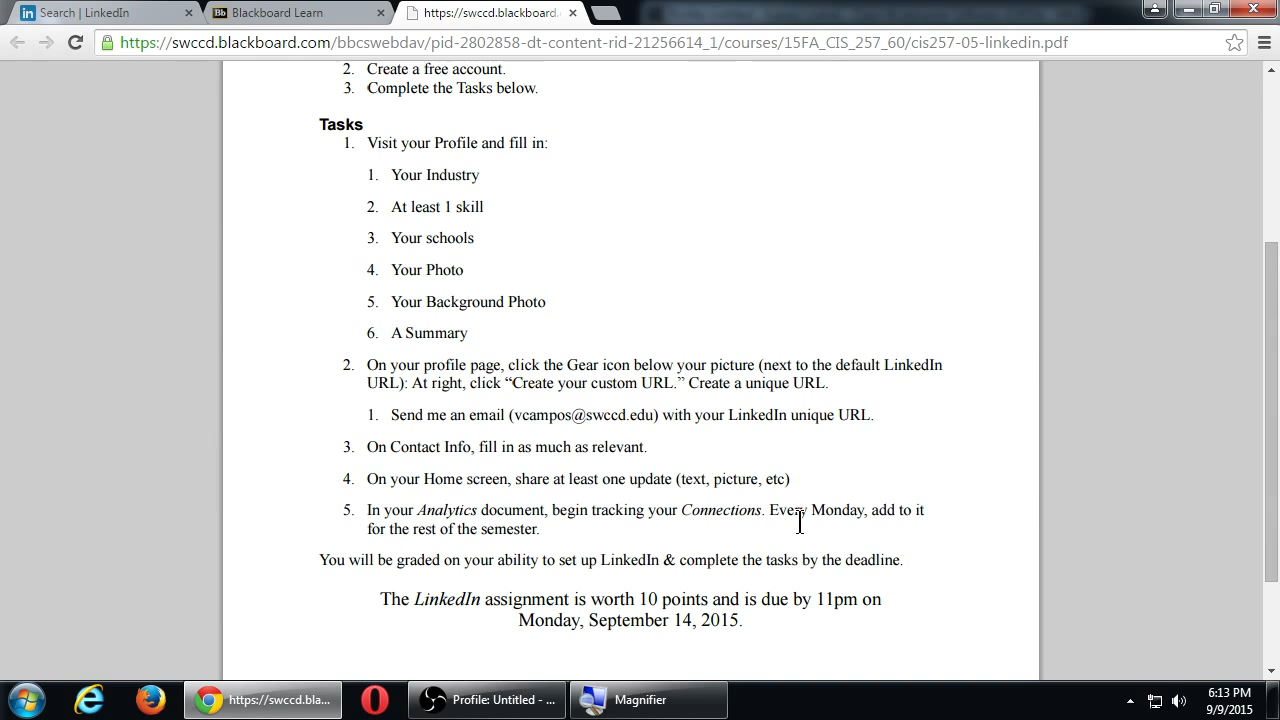 Search | LinkedIn
Blackboard Learn
https://swccd.blackboard.
https://swccd.blackboard.com/bbcswebdav/pid-2802858-dt-content-rid-21256614_1/courses/15FA_CIS_257_60/cis257-05-linkedin.pdf
2. Create a free account.
3. Complete the Tasks below.
Tasks
1. Visit your Profile and fill in:
1. Your Industry
2. At least 1 skill
3. Your schools
4. Your Photo
5. Your Background Photo
6. A Summary
2. On your profile page, click the Gear icon below your picture (next to the default LinkedIn
URL): At right, click “Create your custom URL.” Create a unique URL.
1. Send me an email (vcampos@swccd.edu) with your LinkedIn unique URL.
3. On Contact Info, fill in as much as relevant.
4. On your Home screen, share at least one update (text, picture, etc)
5. In your Analytics document, begin tracking your Connections. Every Monday, add to it
for the rest of the semester.
You will be graded on your ability to set up LinkedIn & complete the tasks by the deadline.
The LinkedIn assignment is worth 10 points and is due by 11pm on
Monday, September 14, 2015.
https://swccd.bla...
Profile: Untitled - ...
Magnifier
6:13 PM
9/9/2015